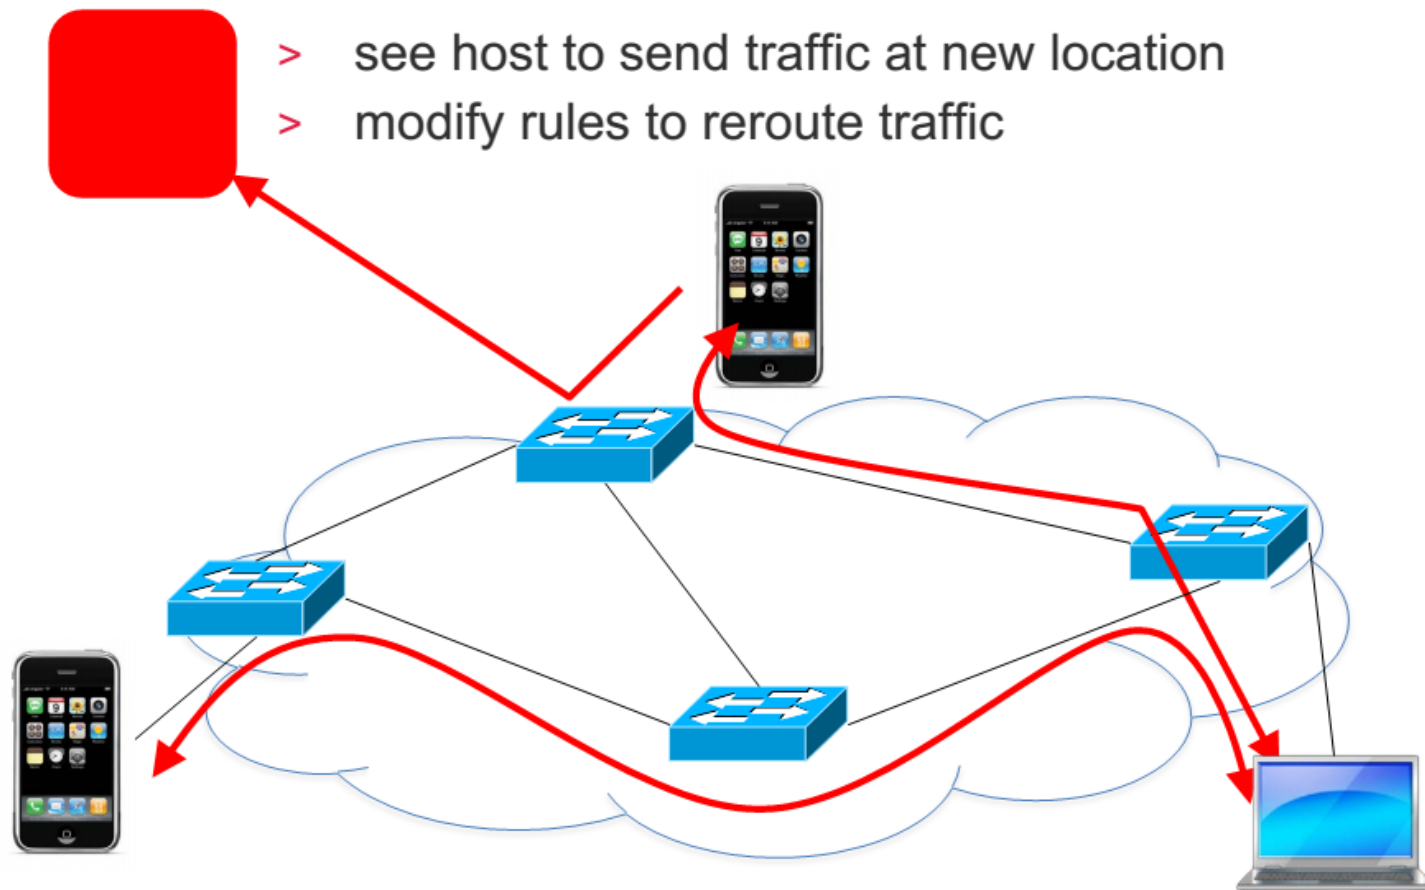 > see host to send traffic at new location
> modify rules to reroute traffic